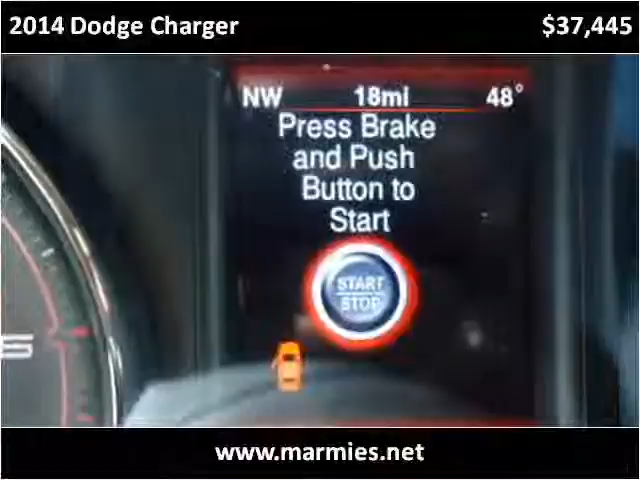 2014 Dodge Charger $37,445
NW 18mi 48°
Press Brake
and Push
Button to
Start
START
STOP
www.marmies.net